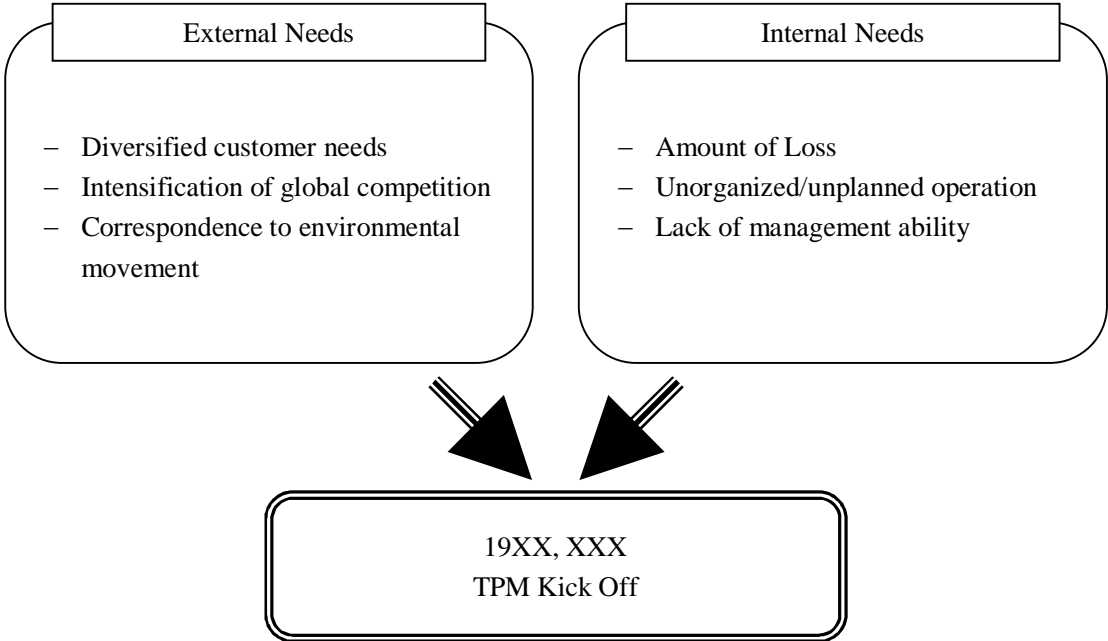 External Needs
– Diversified customer needs
– Intensification of global competition
– Correspondence to environmental
movement
Internal Needs
– Amount of Loss
– Unorganized/unplanned operation
– Lack of management ability
19XX, XXX
TPM Kick Off